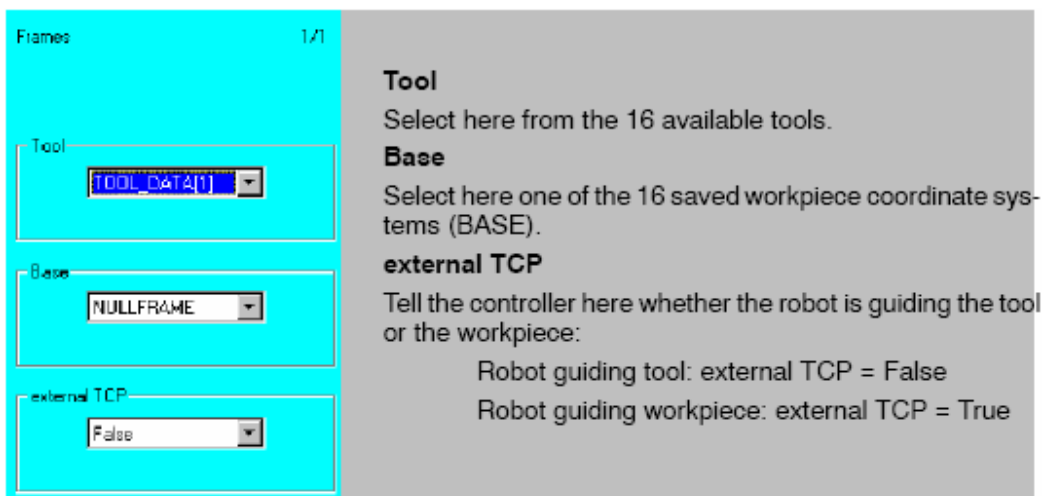 Frames 1/1
Tool
TOOL_DATA[1]
Base
NULLFRAME
external TCP
False
Tool
Select here from the 16 available tools.
Base
Select here one of the 16 saved workpiece coordinate sys-
tems (BASE).
external TCP
Tell the controller here whether the robot is guiding the tool
or the workpiece:
Robot guiding tool: external TCP = False
Robot guiding workpiece: external TCP = True